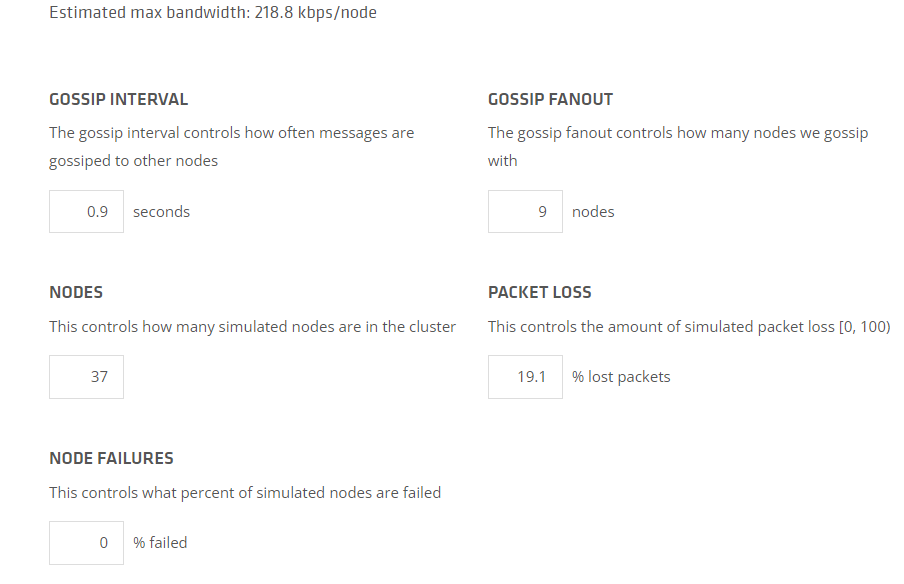 Estimated max bandwidth: 218.8 kbps/node
GOSSIP INTERVAL
The gossip interval controls how often messages are
gossiped to other nodes
0.9 seconds
GOSSIP FANOUT
The gossip fanout controls how many nodes we gossip
with
9 nodes
NODES
This controls how many simulated nodes are in the cluster
37
PACKET LOSS
This controls the amount of simulated packet loss [0, 100)
19.1 % lost packets
NODE FAILURES
This controls what percent of simulated nodes are failed
0 % failed